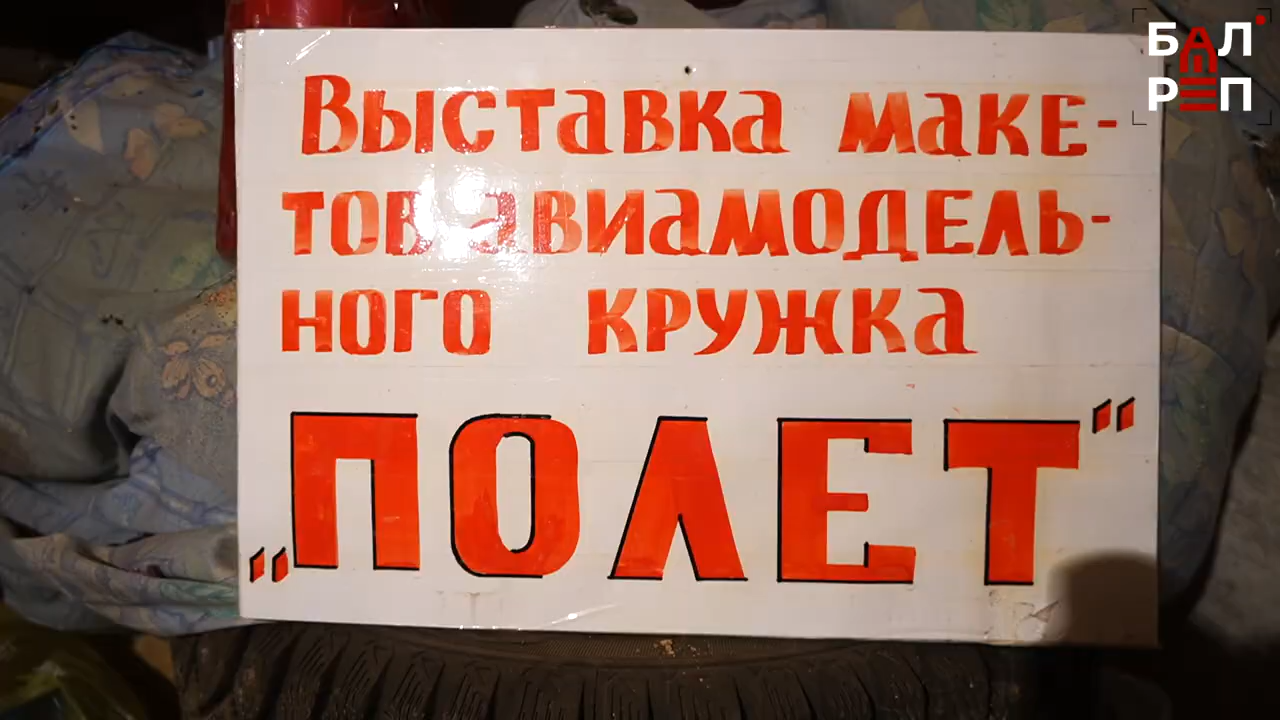 Выставка маке-
тов авиамодель-
ного кружка
„ПОЛЕТ“
БАЛ
РЕП